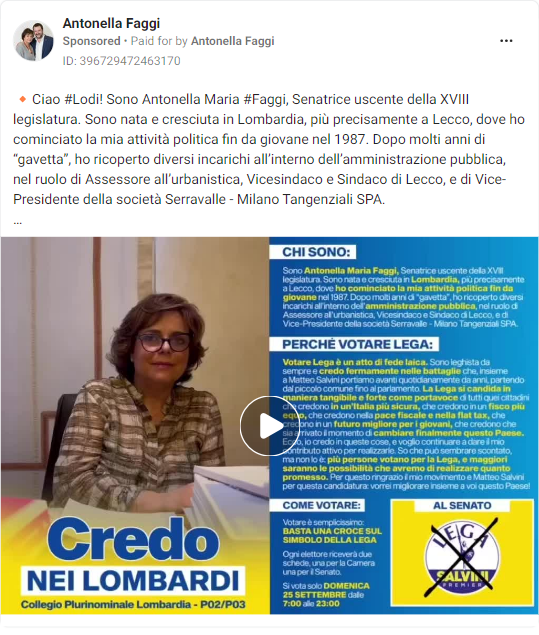 Antonella Faggi
Sponsored • Paid for by Antonella Faggi
ID: 396729472463170
🔸Ciao #Lodi! Sono Antonella Maria #Faggi, Senatrice uscente della XVIII
legislatura. Sono nata e cresciuta in Lombardia, più precisamente a Lecco, dove ho
cominciato la mia attività politica fin da giovane nel 1987. Dopo molti anni di
“gavetta”, ho ricoperto diversi incarichi all’interno dell’amministrazione pubblica,
nel ruolo di Assessore all’urbanistica, Vicesindaco e Sindaco di Lecco, e di Vice-
Presidente della società Serravalle - Milano Tangenziali SPA.
...
CHI SONO:
Sono Antonella Maria Faggi, Senatrice uscente della XVIII
legislatura. Sono nata e cresciuta in Lombardia, più precisamente
a Lecco, dove ho cominciato la mia attività politica fin da
giovane nel 1987. Dopo molti anni di “gavetta”, ho ricoperto diversi
incarichi all’interno dell’amministrazione pubblica, nel ruolo di
Assessore all’urbanistica, Vicesindaco e Sindaco di Lecco, e di
Vice-Presidente della società Serravalle - Milano Tangenziali SPA.
PERCHÉ VOTARE LEGA:
Votare Lega è un atto di fede laica. Sono leghista da
sempre e credo fermamente nelle battaglie che, insieme
a Matteo Salvini portiamo avanti quotidianamente da anni, partendo
dal piccolo comune fino al parlamento. La Lega si candida in
maniera tangibile e forte come portavoce di tutti quei cittadini
che credono in un’Italia più sicura, che credono in un fisco più
equo, che credono nella pace fiscale e nella flat tax, che
credono in un futuro migliore per i giovani, che credono che
sia arrivato il momento di cambiare finalmente questo Paese.
Ecco, io credo in queste cose, e voglio continuare a dare il mio
contributo attivo per realizzarle. So che può sembrare scontato,
ma non lo è: più persone votano per la Lega, e maggiori
saranno le possibilità che avremo di realizzare quanto
promesso. Per questo ringrazio il mio movimento e Matteo Salvini
per questa candidatura: vorrei migliorare insieme a voi questo Paese!
COME VOTARE:
Votare è semplicissimo:
BASTA UNA CROCE SUL
SIMBOLO DELLA LEGA
Ogni elettore riceverà due
schede, una per la Camera
una per il Senato.
Si vota solo DOMENICA
25 SETTEMBRE dalle
7:00 alle 23:00
AL SENATO
LEGA
SALVINI
PREMIER
Credo
NEI LOMBARDI
Collegio Plurinominale Lombardia - P02/P03